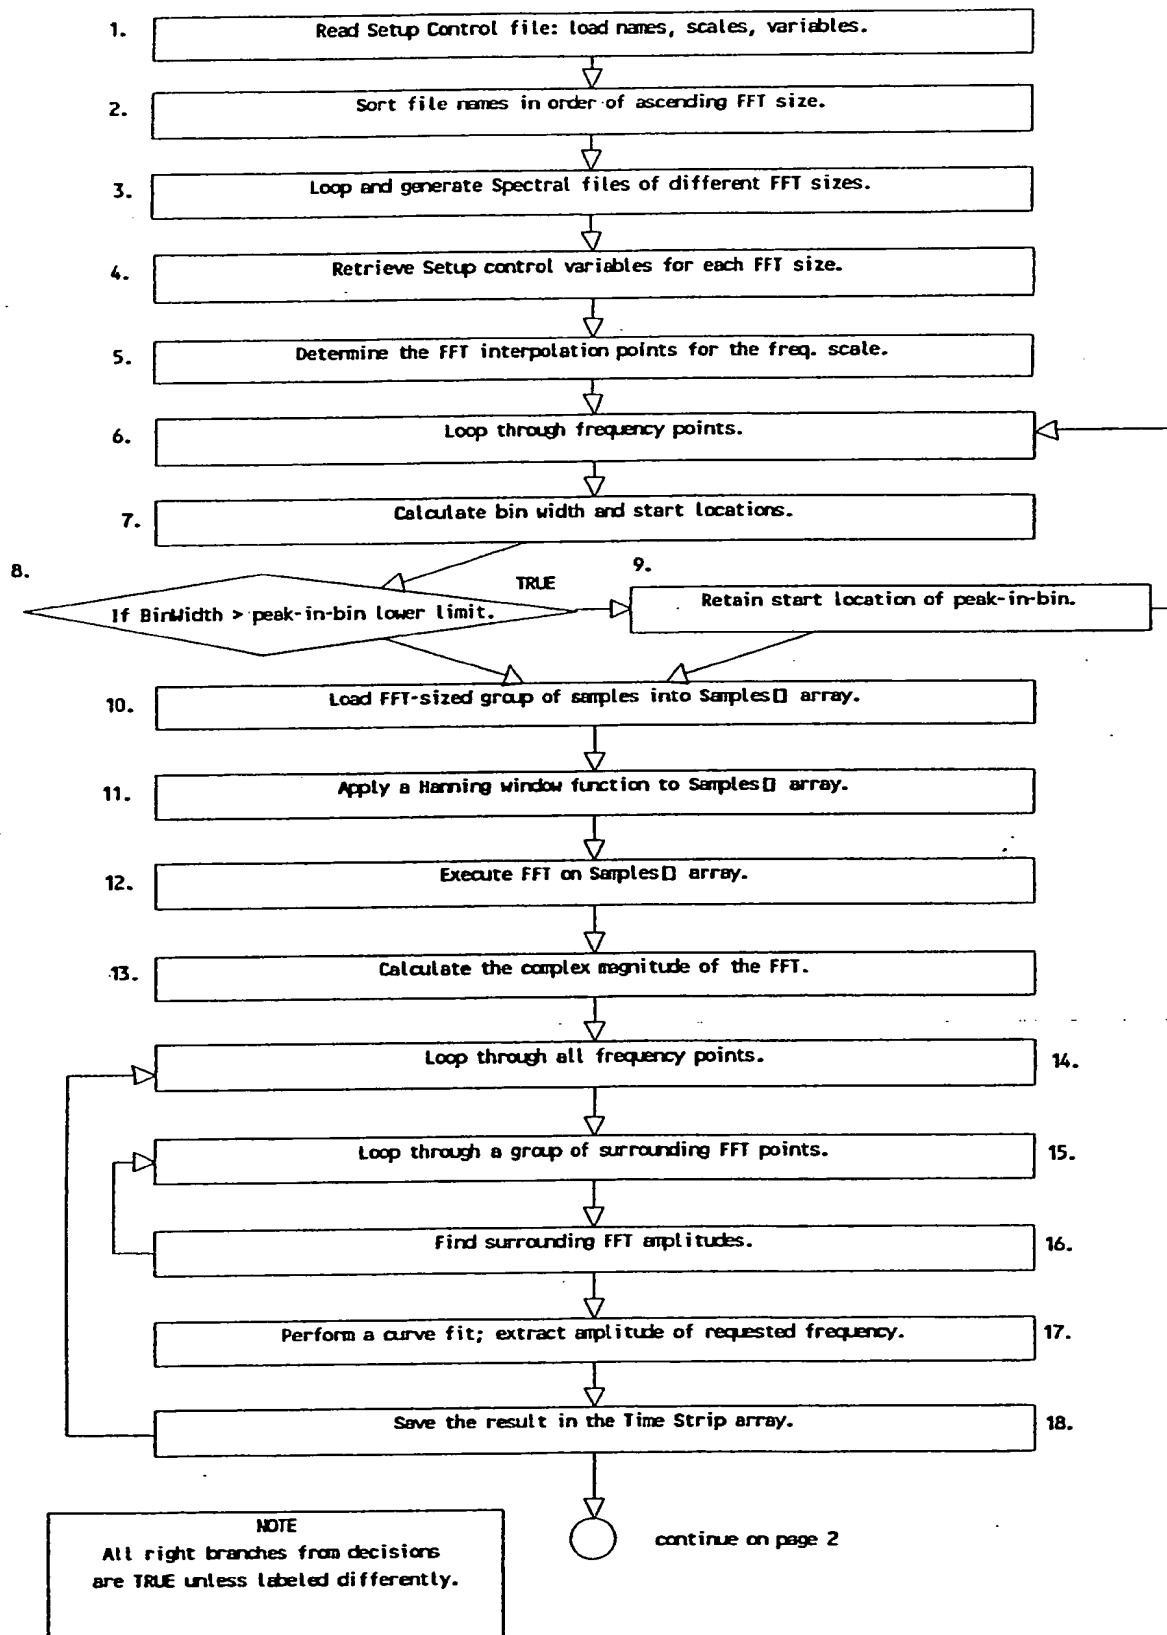 1. Read Setup Control file: load names, scales, variables.
2. Sort file names in order of ascending FFT size.
3. Loop and generate Spectral files of different FFT sizes.
4. Retrieve Setup control variables for each FFT size.
5. Determine the FFT interpolation points for the freq. scale.
6. Loop through frequency points.
7. Calculate bin width and start locations.
8. If BinWidth > peak-in-bin lower limit.
TRUE
9. Retain start location of peak-in-bin.
10. Load FFT-sized group of samples into Samples[] array.
11. Apply a Hanning window function to Samples[] array.
12. Execute FFT on Samples[] array.
13. Calculate the complex magnitude of the FFT.
Loop through all frequency points. 14.
Loop through a group of surrounding FFT points. 15.
Find surrounding FFT amplitudes. 16.
Perform a curve fit; extract amplitude of requested frequency. 17.
Save the result in the Time Strip array. 18.
continue on page 2
NOTE
All right branches from decisions
are TRUE unless labeled differently.